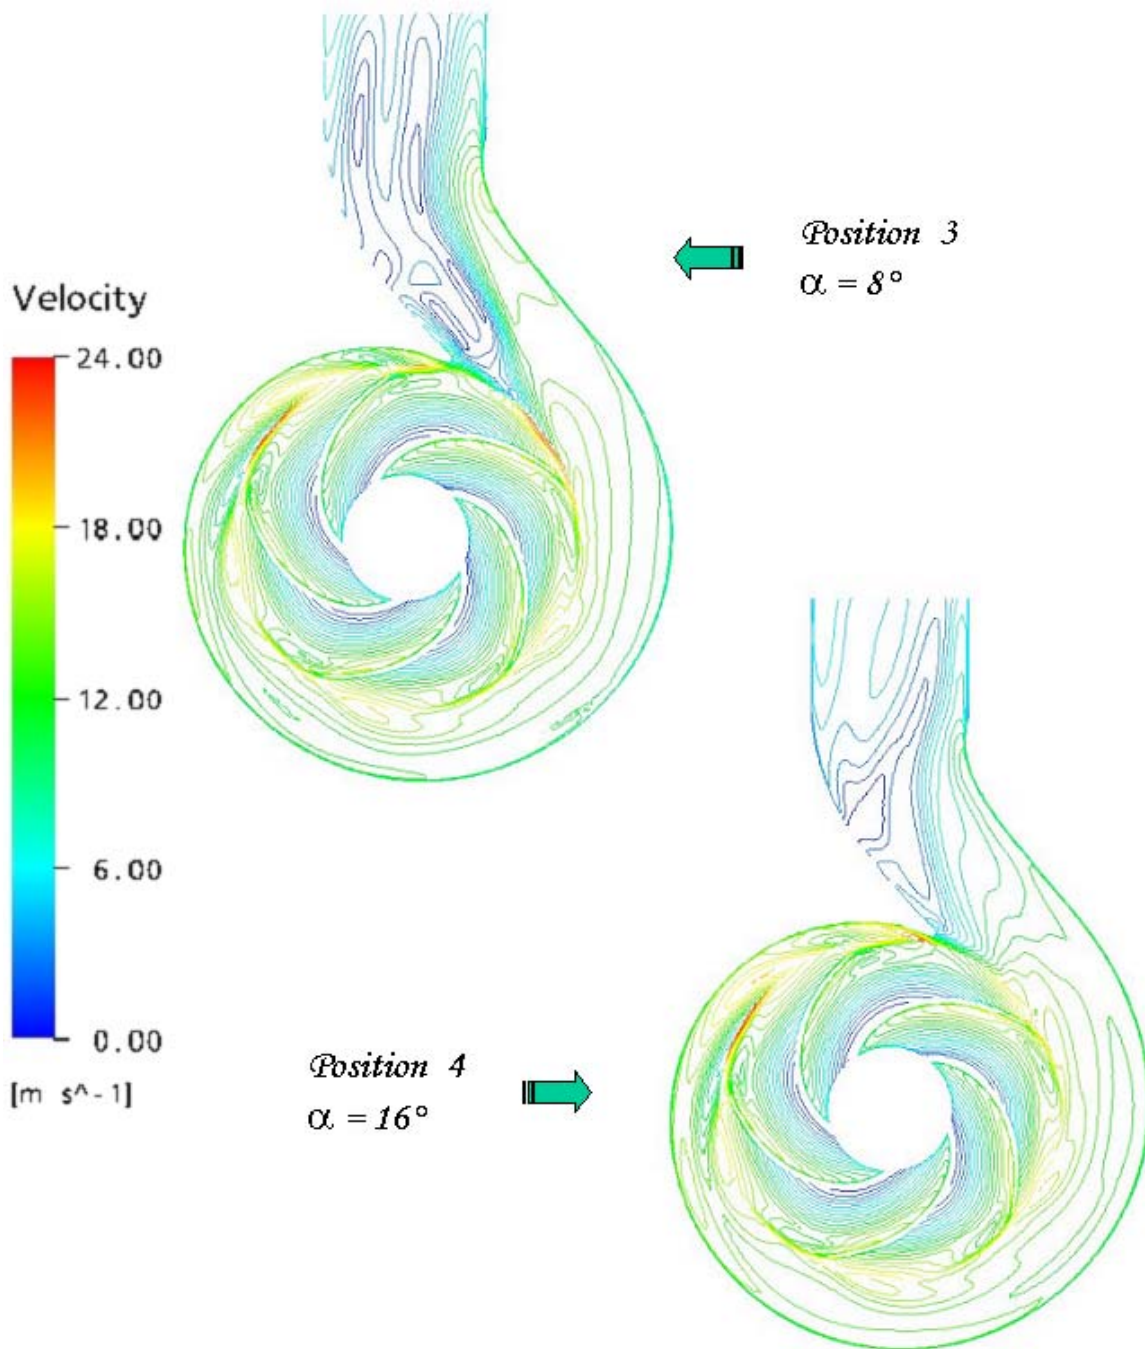 Position 3
α = 8°
Velocity
24.00
18.00
12.00
6.00
0.00
[m s^-1]
Position 4
α = 16°